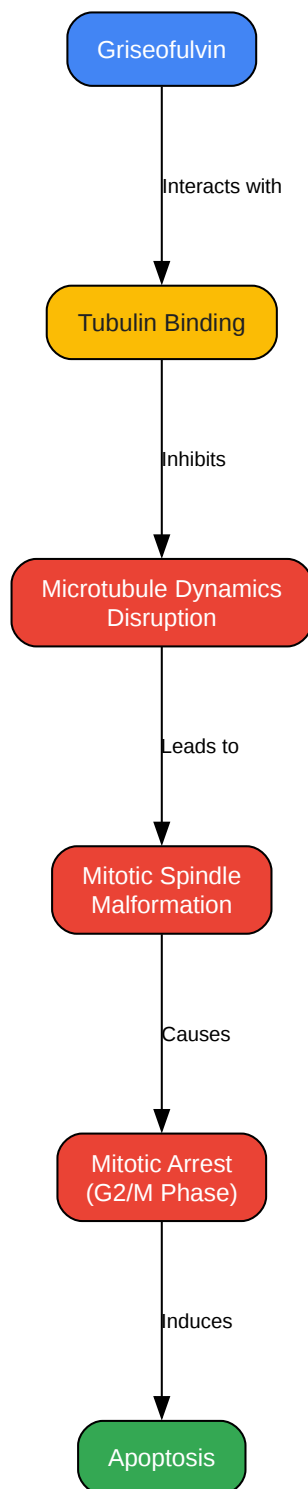 Griseofulvin
Interacts with
Tubulin Binding
Inhibits
Microtubule Dynamics
Disruption
Leads to
Mitotic Spindle
Malformation
Causes
Mitotic Arrest
(G2/M Phase)
Induces
Apoptosis